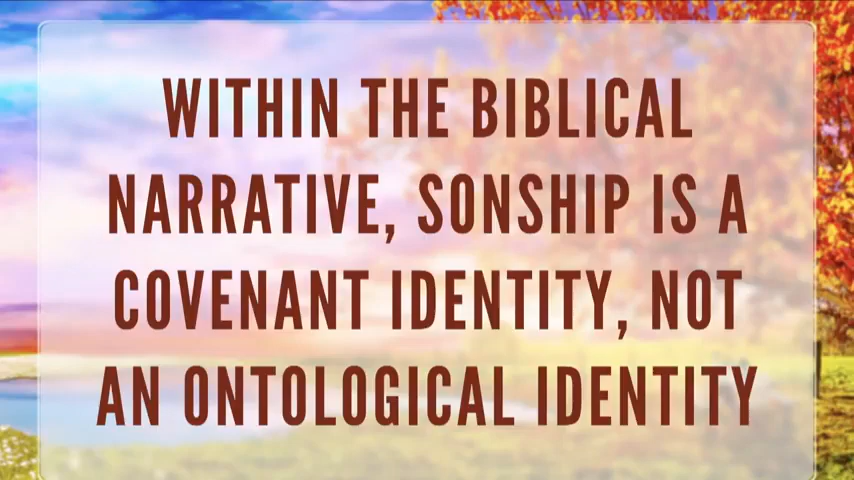 WITHIN THE BIBLICAL
NARRATIVE, SONSHIP IS A
COVENANT IDENTITY, NOT
AN ONTOLOGICAL IDENTITY